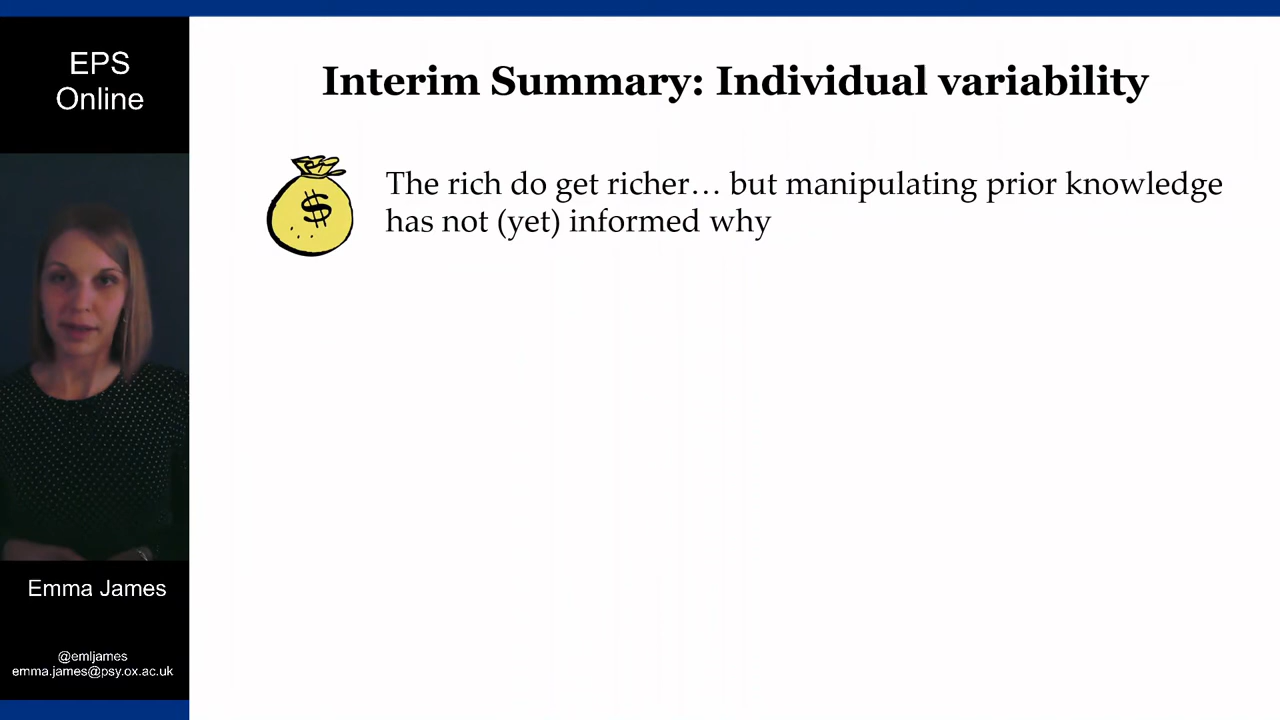 EPS
Online
Interim Summary: Individual variability
$
The rich do get richer… but manipulating prior knowledge
has not (yet) informed why
Emma James
@emljames
emma.james@psy.ox.ac.uk